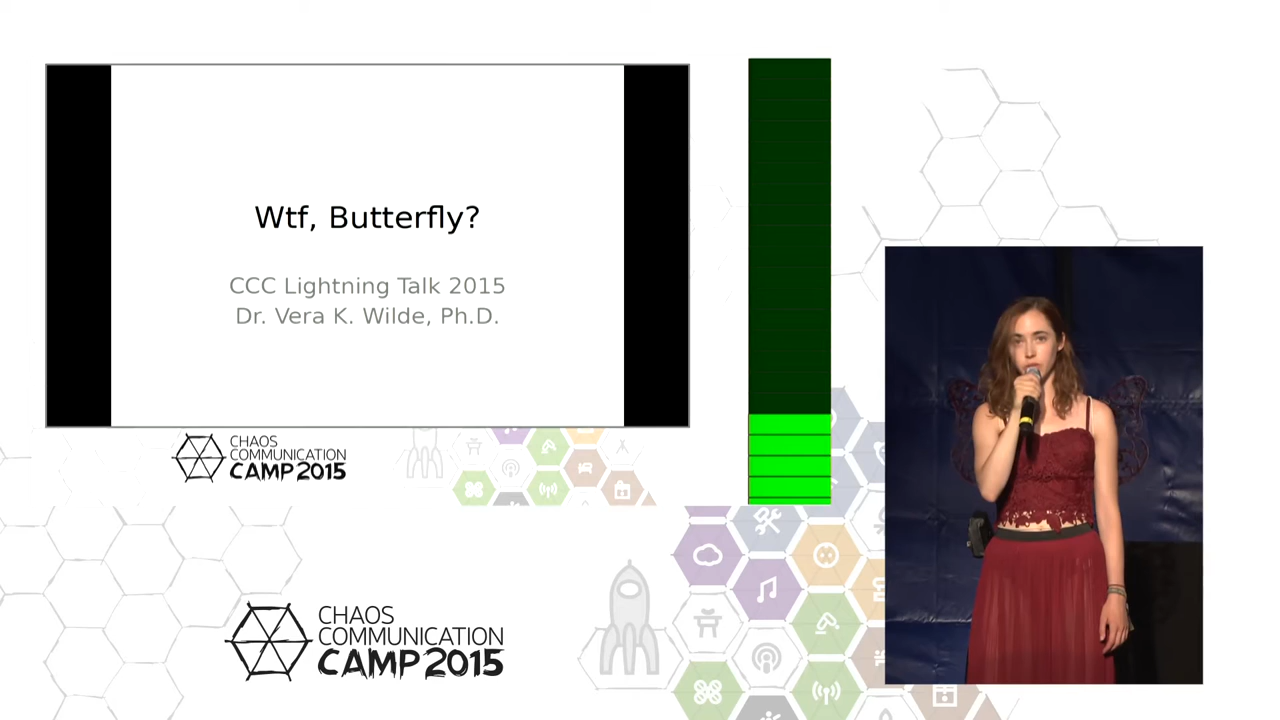 Wtf, Butterfly?
CCC Lightning Talk 2015
Dr. Vera K. Wilde, Ph.D.
CHAOS
COMMUNICATION
CAMP 2015
CHAOS
COMMUNICATION
CAMP 2015